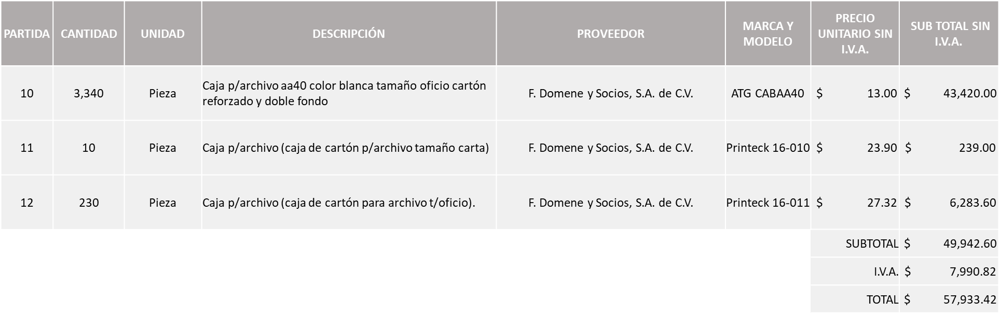 PARTIDA CANTIDAD UNIDAD DESCRIPCIÓN PROVEEDOR MARCA Y MODELO PRECIO UNITARIO SIN I.V.A. SUB TOTAL SIN I.V.A.
10 3,340 Pieza Caja p/archivo aa40 color blanca tamaño oficio cartón reforzado y doble fondo F. Domene y Socios, S.A. de C.V. ATG CABAA40 $ 13.00 $ 43,420.00
11 10 Pieza Caja p/archivo (caja de cartón p/archivo tamaño carta) F. Domene y Socios, S.A. de C.V. Printeck 16-010 $ 23.90 $ 239.00
12 230 Pieza Caja p/archivo (caja de cartón para archivo t/oficio). F. Domene y Socios, S.A. de C.V. Printeck 16-011 $ 27.32 $ 6,283.60
SUBTOTAL $ 49,942.60
I.V.A. $ 7,990.82
TOTAL $ 57,933.42